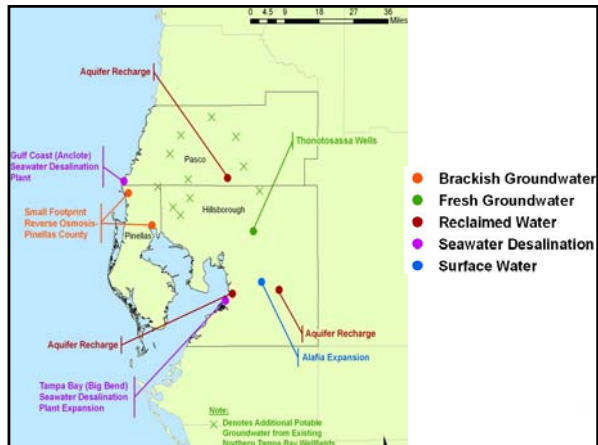 0 4.5 9 18 27 36
Miles
Aquifer Recharge
Thonotosassa Wells
Pasco
Gulf Coast (Anclote)
Seawater Desalination
Plant
Hillsborough
Small Footprint
Reverse Osmosis-
Pinellas County
Pinellas
Brackish Groundwater
Fresh Groundwater
Reclaimed Water
Seawater Desalination
Surface Water
Aquifer Recharge
Aquifer Recharge
Alafia Expansion
Tampa Bay (Big Bend)
Seawater Desalination
Plant Expansion
Note:
Denotes Additional Potable
Groundwater from Existing
Northern Tampa Bay Wellfields